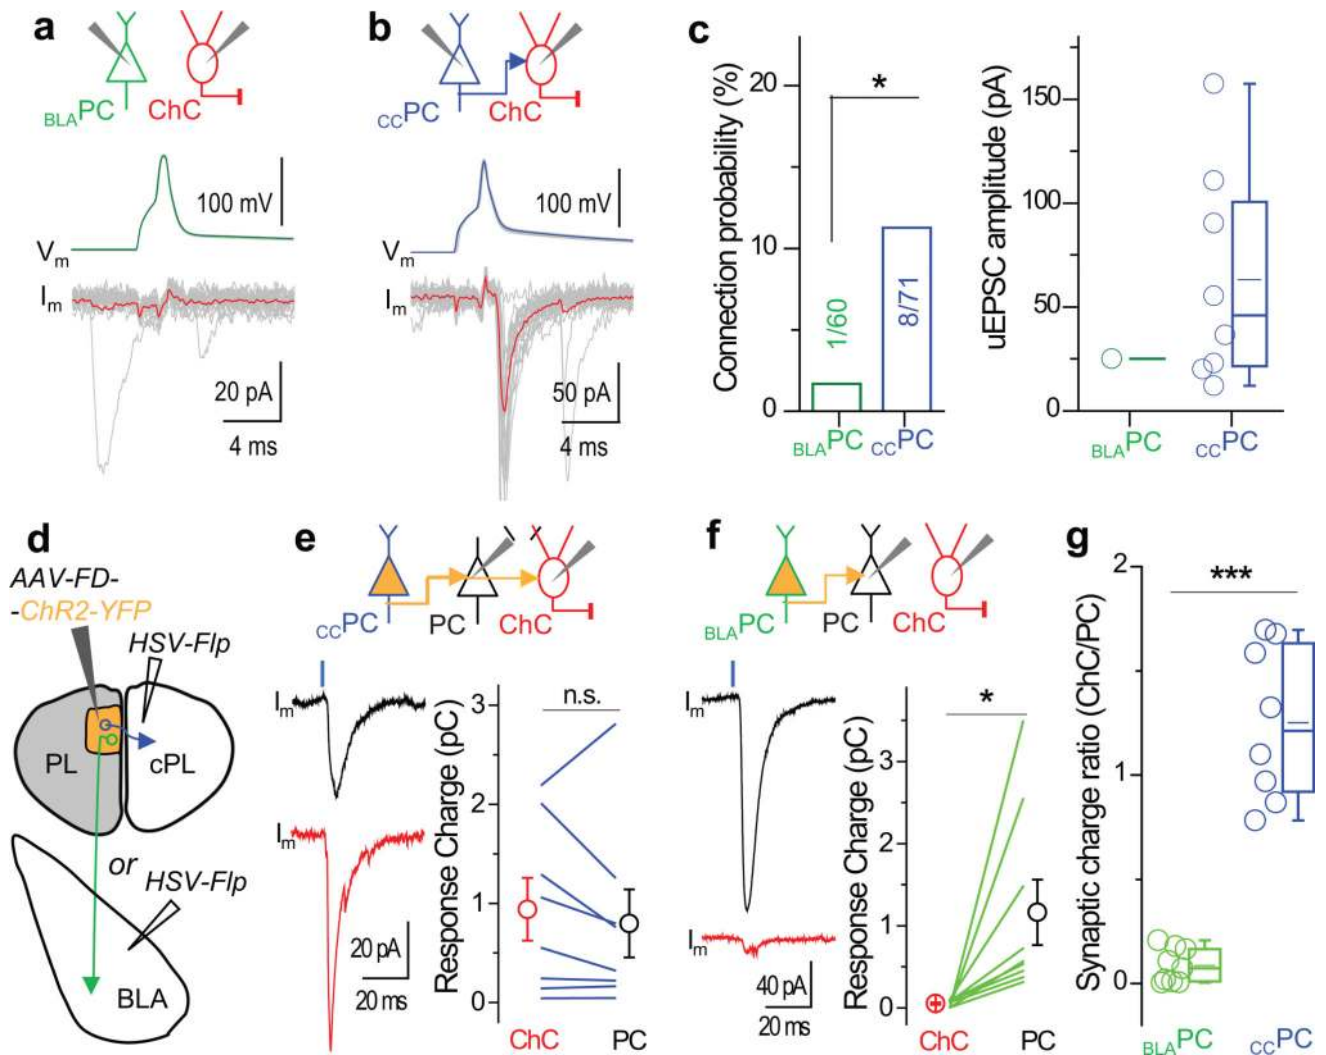 a
BLAPC
ChC
100 mV
Vm
Im
20 pA
4 ms
b
CCPC
ChC
100 mV
Vm
Im
50 pA
4 ms
c
Connection probability (%)
20
10
0
*
1/60
8/71
BLAPC
CCPC
uEPSC amplitude (pA)
150
100
50
0
BLAPC
CCPC
d
AAV-FD-
-ChR2-YFP
HSV-Flp
PL
cPL
or
HSV-Flp
BLA
e
CCPC
PC
ChC
Im
Im
20 pA
20 ms
Response Charge (pC)
3
2
1
0
n.s.
ChC
PC
f
BLAPC
PC
ChC
Im
Im
40 pA
20 ms
Response Charge (pC)
3
2
1
0
*
ChC
PC
g
Synaptic charge ratio (ChC/PC)
2
1
0
***
BLAPC
CCPC